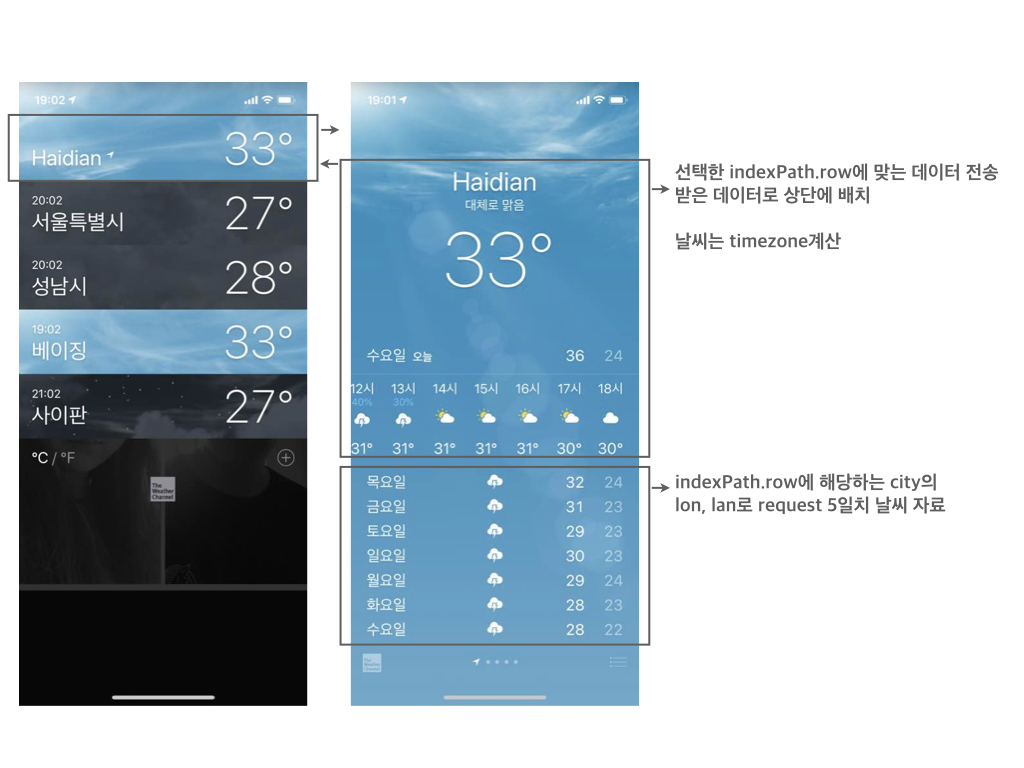 19:02
Haidian
33°
20:02
서울특별시
27°
20:02
성남시
28°
19:02
베이징
33°
21:02
사이판
27°
°C / °F
The
Weather
Channel
19:01
Haidian
대체로 맑음
33°
수요일 오늘 36 24
12시 13시 14시 15시 16시 17시 18시
40% 30%
31° 31° 31° 31° 31° 30° 30°
목요일 32 24
금요일 31 23
토요일 29 23
일요일 30 23
월요일 29 24
화요일 28 23
수요일 28 22
The
Weather
Channel
선택한 indexPath.row에 맞는 데이터 전송
받은 데이터로 상단에 배치
날씨는 timezone계산
indexPath.row에 해당하는 city의
lon, lan로 request 5일치 날씨 자료